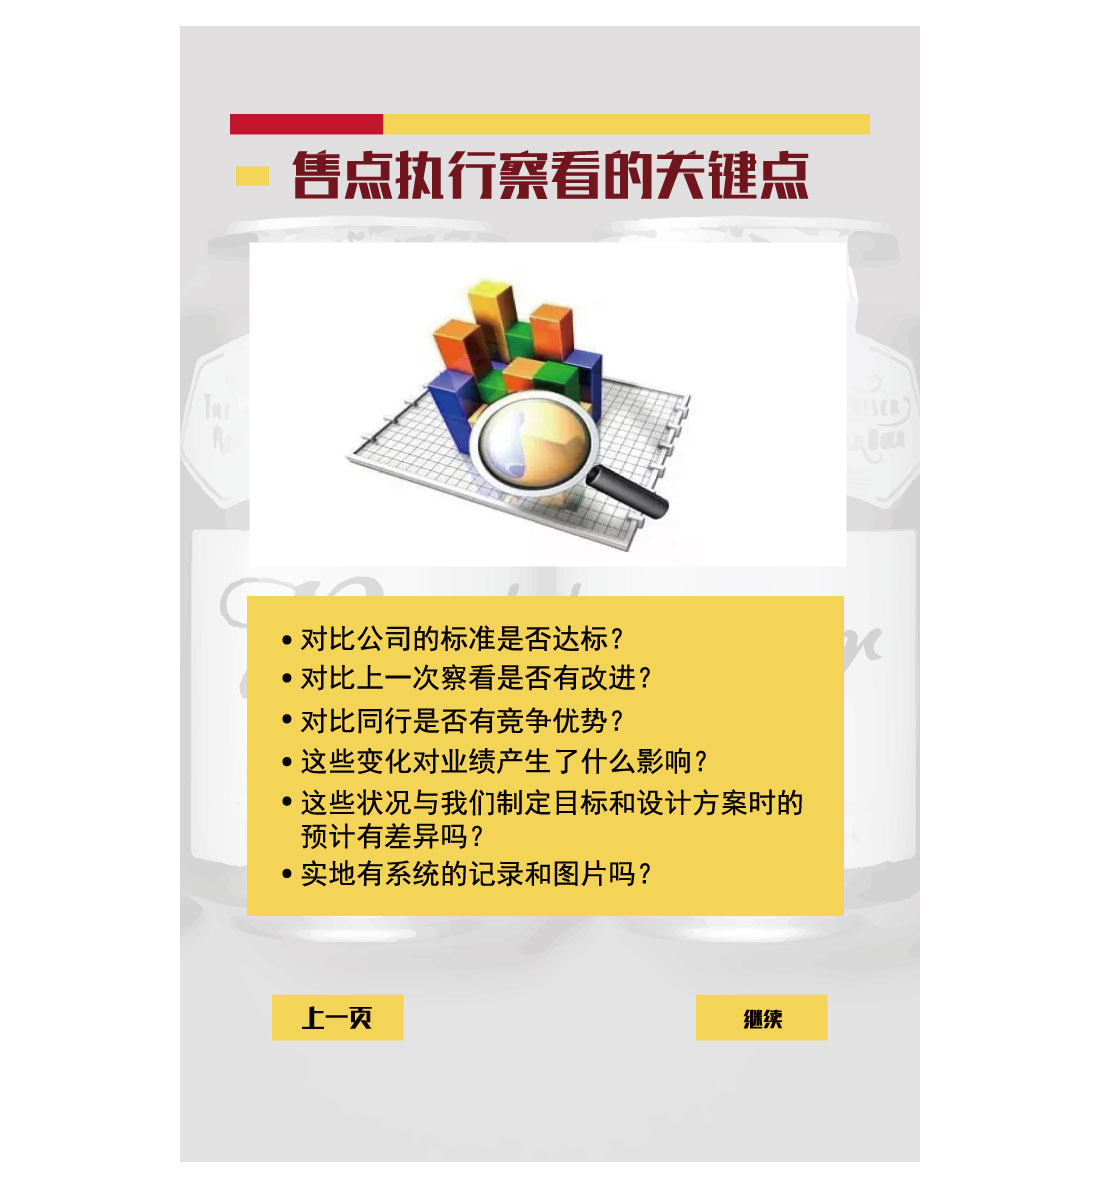 售点执行察看的关键点
•对比公司的标准是否达标?
•对比上一次察看是否有改进?
•对比同行是否有竞争优势?
•这些变化对业绩产生了什么影响?
•这些状况与我们制定目标和设计方案时的
预计有差异吗?
•实地有系统的记录和图片吗?
上一页
继续